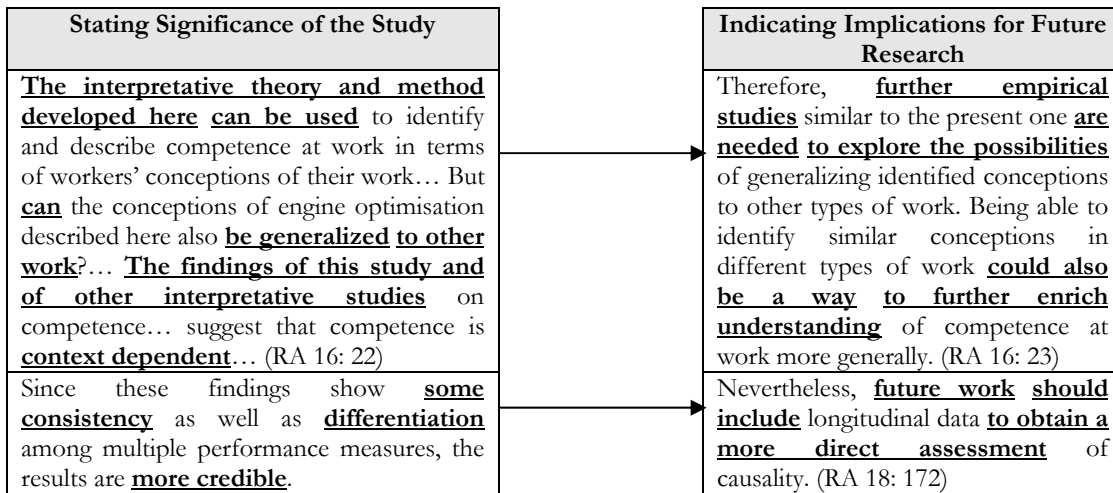 Stating Significance of the Study
The interpretative theory and method
developed here can be used to identify
and describe competence at work in terms
of workers’ conceptions of their work… But
can the conceptions of engine optimisation
described here also be generalized to other
work?… The findings of this study and
of other interpretative studies on
competence… suggest that competence is
context dependent… (RA 16: 22)
Since these findings show some
consistency as well as differentiation
among multiple performance measures, the
results are more credible.
Indicating Implications for Future
Research
Therefore, further empirical
studies similar to the present one are
needed to explore the possibilities
of generalizing identified conceptions
to other types of work. Being able to
identify similar conceptions in
different types of work could also
be a way to further enrich
understanding of competence at
work more generally. (RA 16: 23)
Nevertheless, future work should
include longitudinal data to obtain a
more direct assessment of
causality. (RA 18: 172)